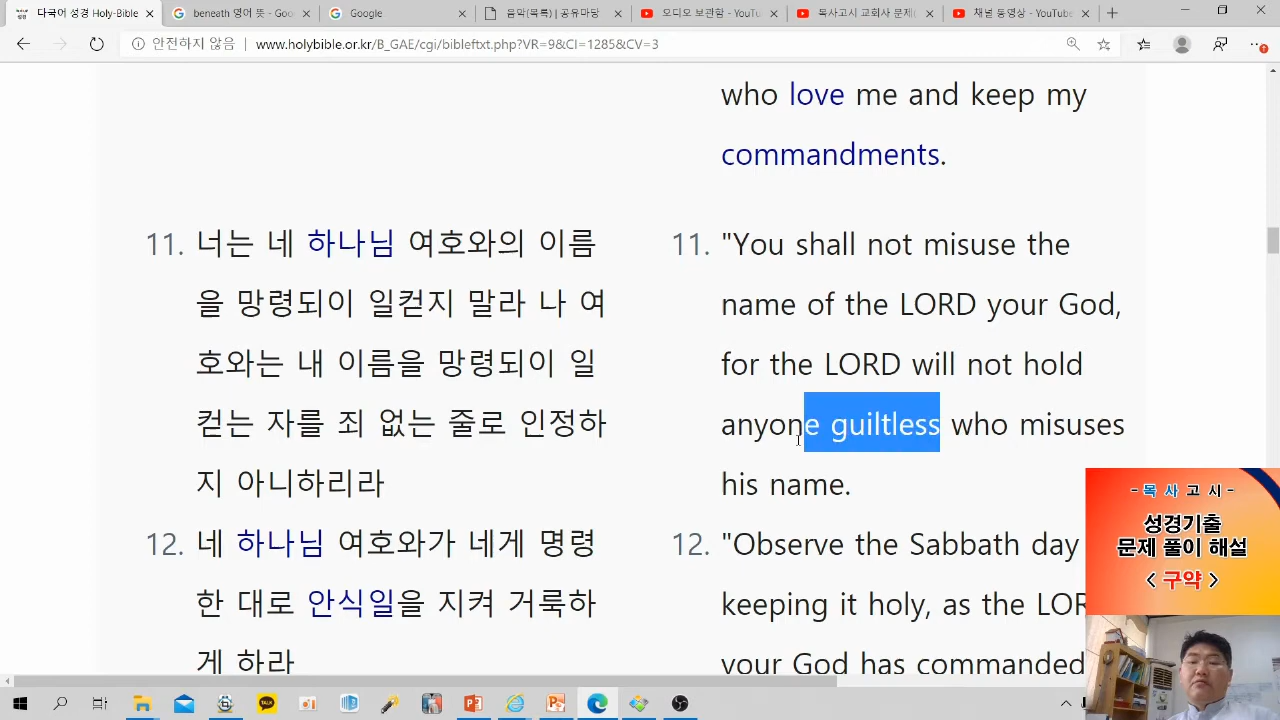 다국어 성경 Holy-Bible
beneath 영어 뜻 - Goo
Google
음악(목록) | 공유마당
오디오 보관함 - YouTu
목사고시 교회사 문제(
채널 동영상 - YouTube
안전하지 않음
www.holybible.or.kr/B_GAE/cgi/bibleftxt.php?VR=9&CI=1285&CV=3
who love me and keep my
commandments.
11. 너는 네 하나님 여호와의 이름
을 망령되이 일컫지 말라 나 여
호와는 내 이름을 망령되이 일
컫는 자를 죄 없는 줄로 인정하
지 아니하리라
12. 네 하나님 여호와가 네게 명령
한 대로 안식일을 지켜 거룩하
게 하라
11. "You shall not misuse the
name of the LORD your God,
for the LORD will not hold
anyone guiltless who misuses
his name.
12. "Observe the Sabbath day
keeping it holy, as the LOR
your God has commanded
- 목 사 고 시 -
성경기출
문제 풀이 해설
< 구약 >
TALK